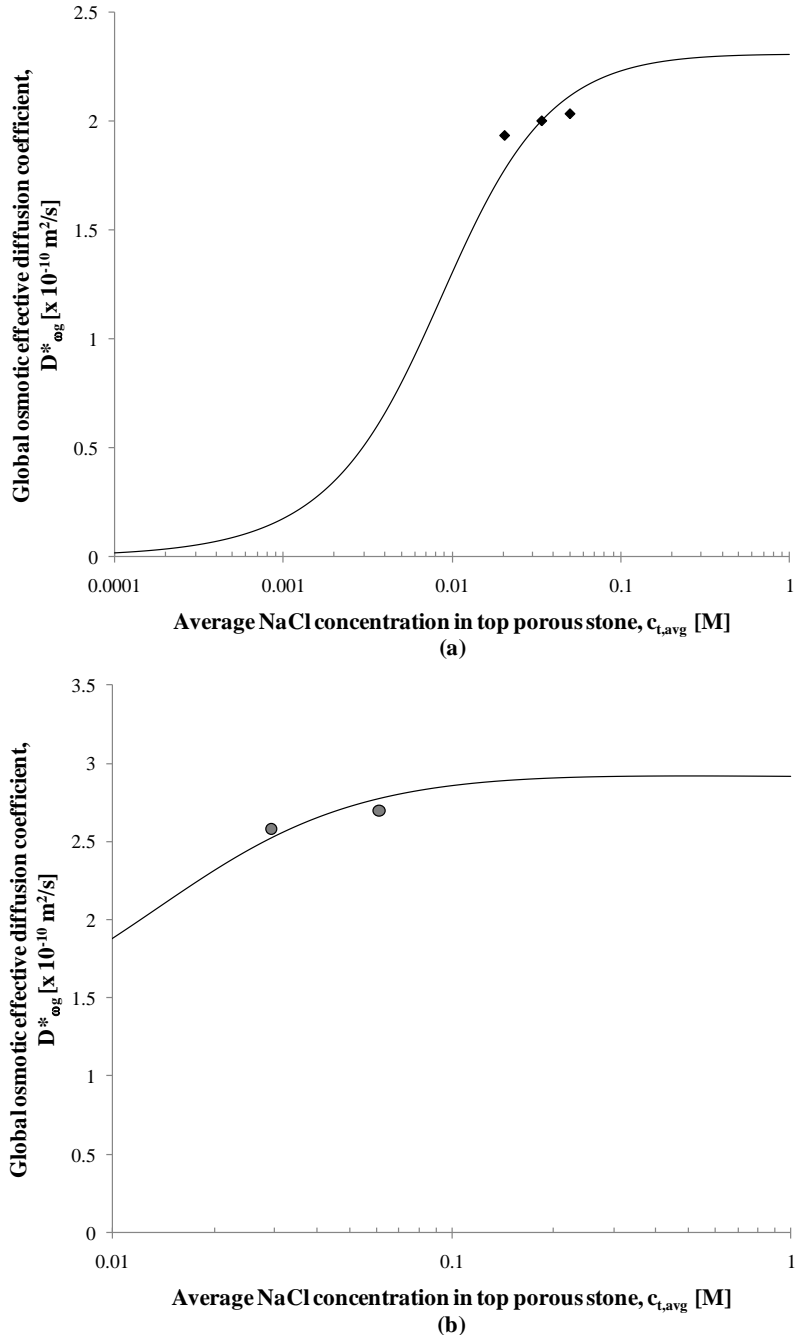 Global osmotic effective diffusion coefficient,
D*ωg [x 10-10 m2/s]
2.5
2
1.5
1
0.5
0
0.0001 0.001 0.01 0.1 1
Average NaCl concentration in top porous stone, ct,avg [M]
(a)
Global osmotic effective diffusion coefficient,
D*ωg [x 10-10 m2/s]
3.5
3
2.5
2
1.5
1
0.5
0
0.01 0.1 1
Average NaCl concentration in top porous stone, ct,avg [M]
(b)